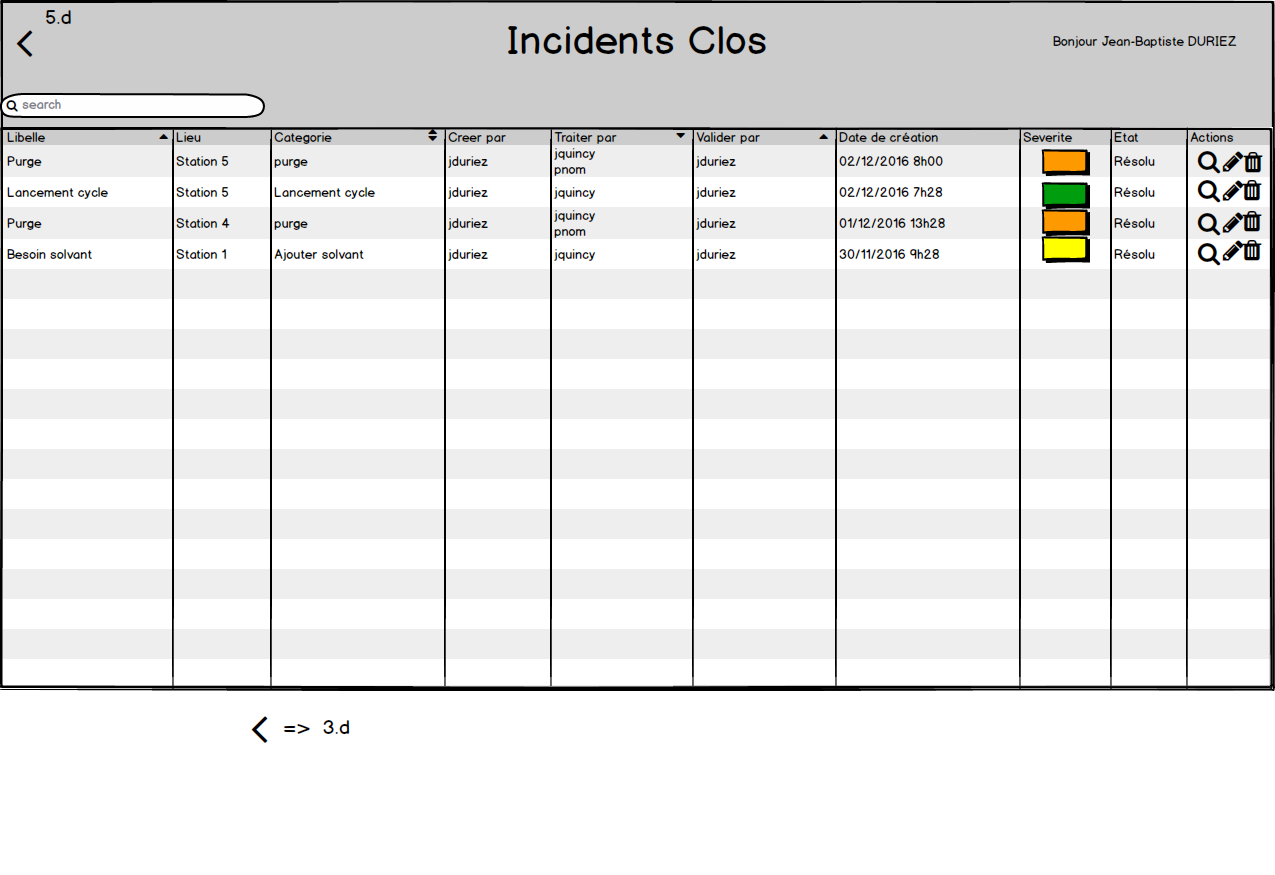 5.d
Incidents Clos
Bonjour Jean-Baptiste DURIEZ
search
Libelle Lieu Categorie Creer par Traiter par Valider par Date de création Severite Etat Actions
Purge Station 5 purge jduriez jquincy pnom jduriez 02/12/2016 8h00 Résolu
Lancement cycle Station 5 Lancement cycle jduriez jquincy jduriez 02/12/2016 7h28 Résolu
Purge Station 4 purge jduriez jquincy pnom jduriez 01/12/2016 13h28 Résolu
Besoin solvant Station 1 Ajouter solvant jduriez jquincy jduriez 30/11/2016 9h28 Résolu
=> 3.d